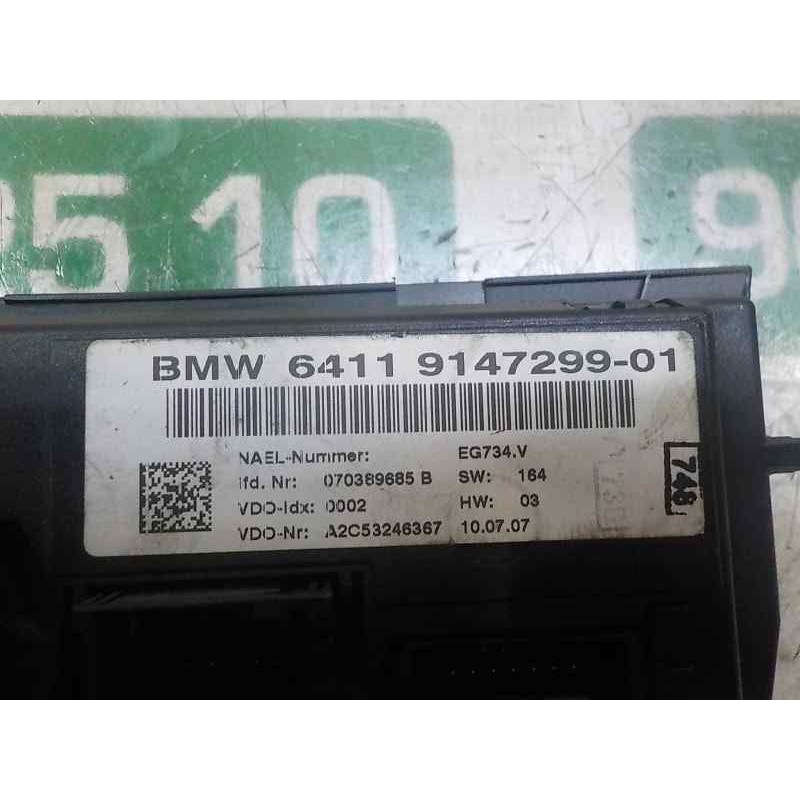 9510
BMW 6411 9147299-01
NAEL-Nummer: EG734.V
lfd. Nr: 070389685 B SW: 164
VDO-Idx: 0002 HW: 03
VDO-Nr: A2C53246367 10.07.07
748